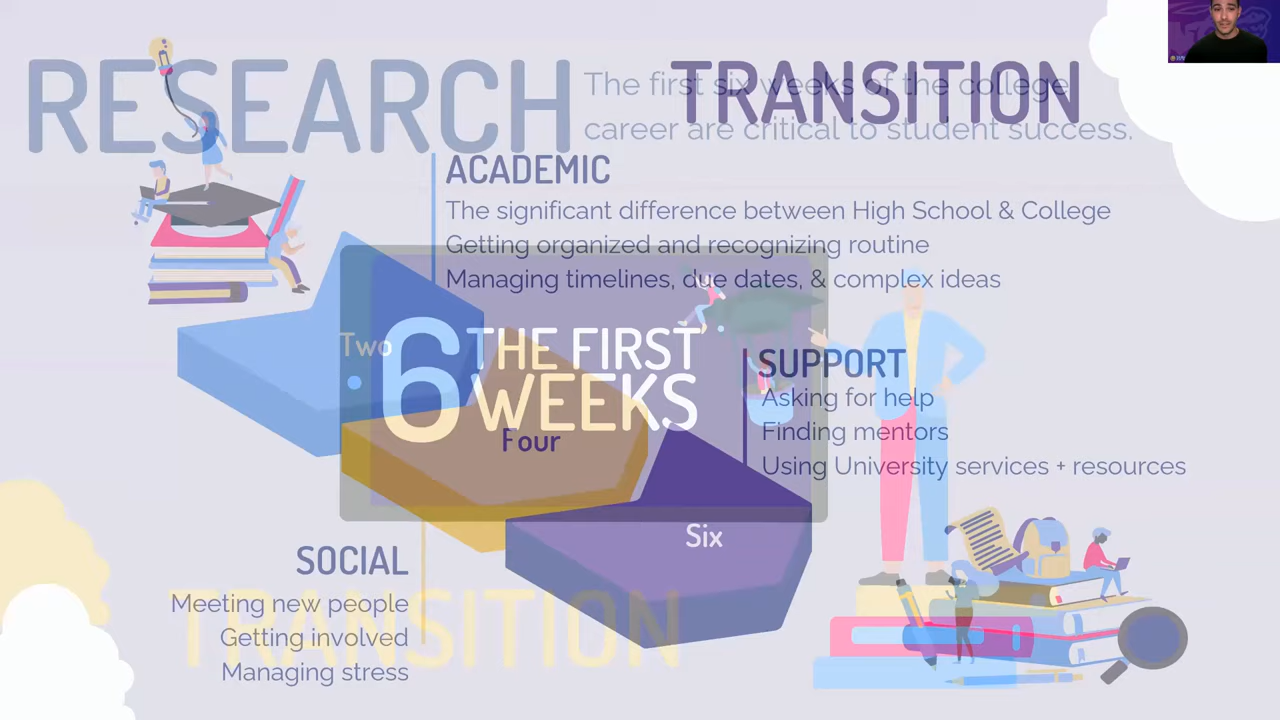 RESEARCH
The first six weeks of the college
career are critical to student success.
TRANSITION
ACADEMIC
The significant difference between High School & College
Getting organized and recognizing routine
Managing timelines, due dates, & complex ideas
Two
6 THE FIRST
WEEKS
Four
SUPPORT
Asking for help
Finding mentors
Using University services + resources
Six
SOCIAL
Meeting new people
Getting involved
Managing stress
TRANSITION